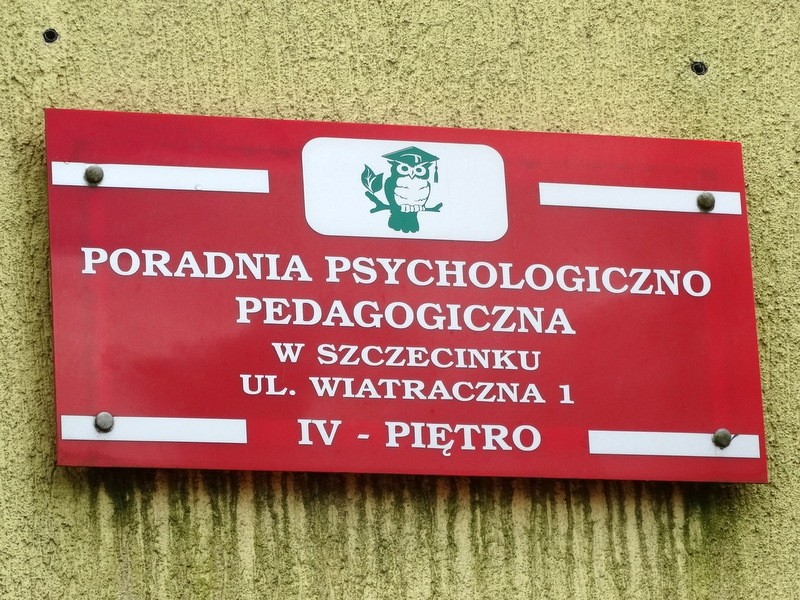 PORADNIA PSYCHOLOGICZNO
PEDAGOGICZNA
W SZCZECINKU
UL. WIATRACZNA 1
IV - PIĘTRO